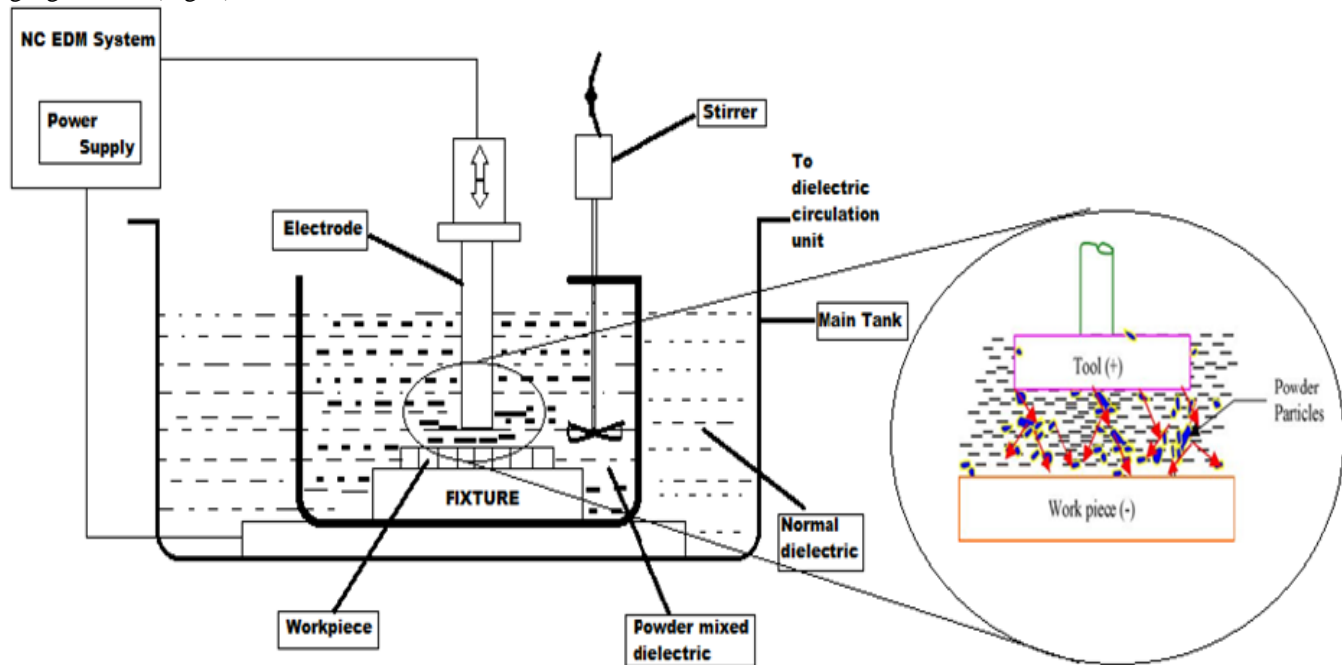 NC EDM System
Power
Supply
Stirrer
To
dielectric
circulation
unit
Electrode
Main Tank
Tool (+)
Powder
Paricles
FIXTURE
Work piece (-)
Normal
dielectric
Workpiece
Powder mixed
dielectric